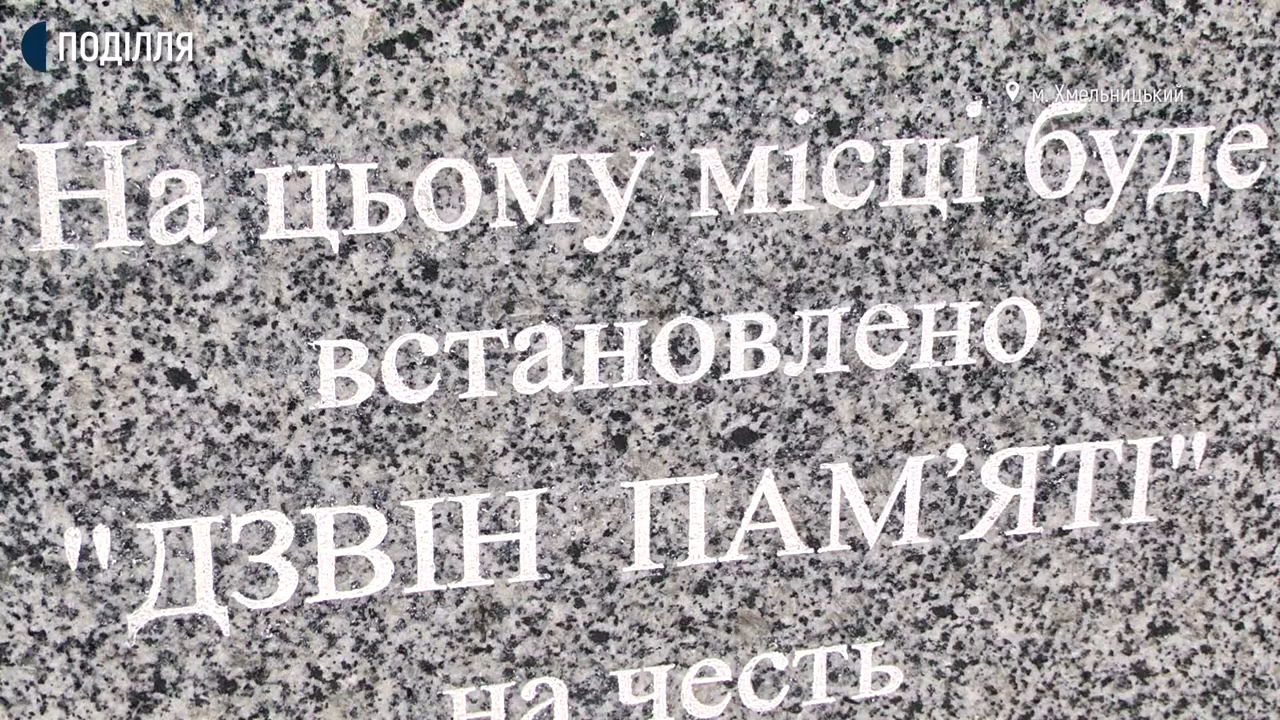 ПОДІЛЛЯ
м. Хмельницький
На цьому місці буде
встановлено
"ДЗВІН ПАМ’ЯТІ"
на честь